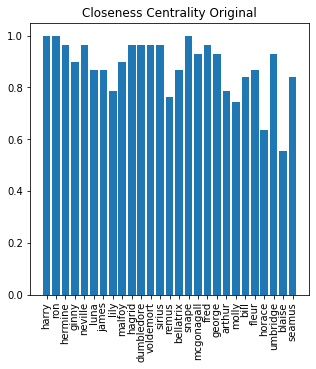 Closeness Centrality Original
1.0
0.8
0.6
0.4
0.2
0.0
harry
ron
hermine
ginny
neville
luna
james
lily
malfoy
hagrid
dumbledore
voldemort
sirius
remus
bellatrix
snape
mcgonagall
fred
george
arthur
molly
bill
fleur
horace
umbridge
blaise
seamus